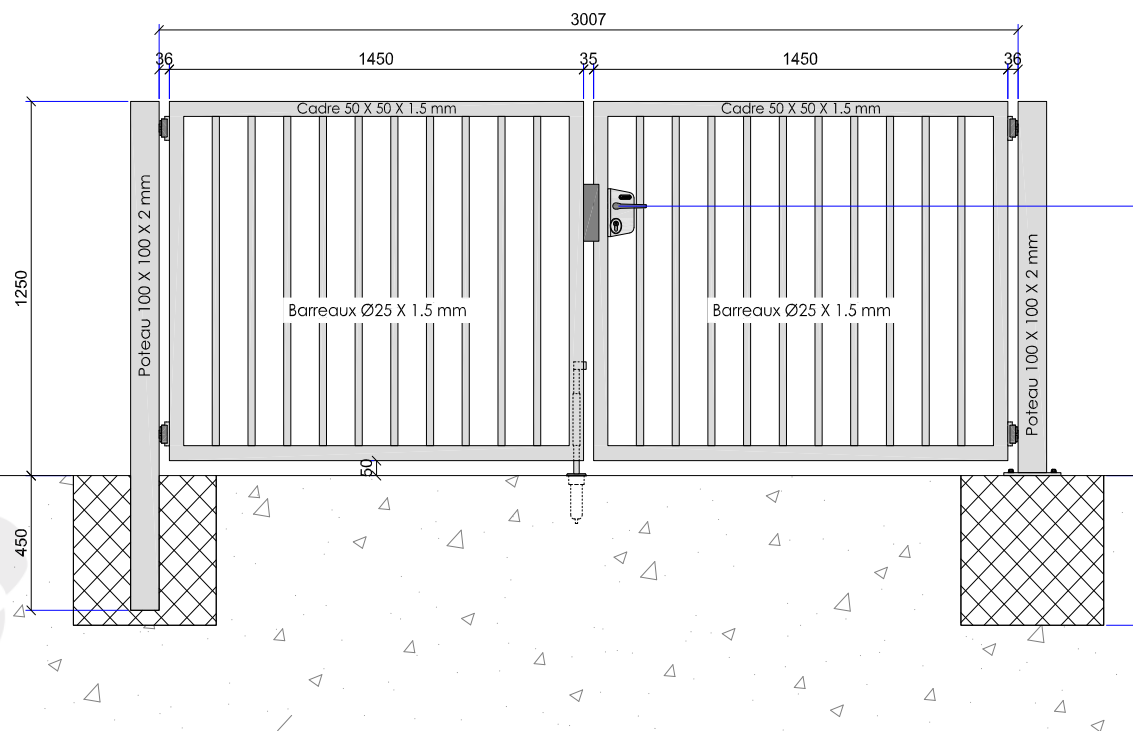 3007
36
1450
35
1450
36
Cadre 50 X 50 X 1.5 mm
Cadre 50 X 50 X 1.5 mm
Poteau 100 X 100 X 2 mm
1250
Barreaux Ø25 X 1.5 mm
Barreaux Ø25 X 1.5 mm
Poteau 100 X 100 X 2 mm
50
450